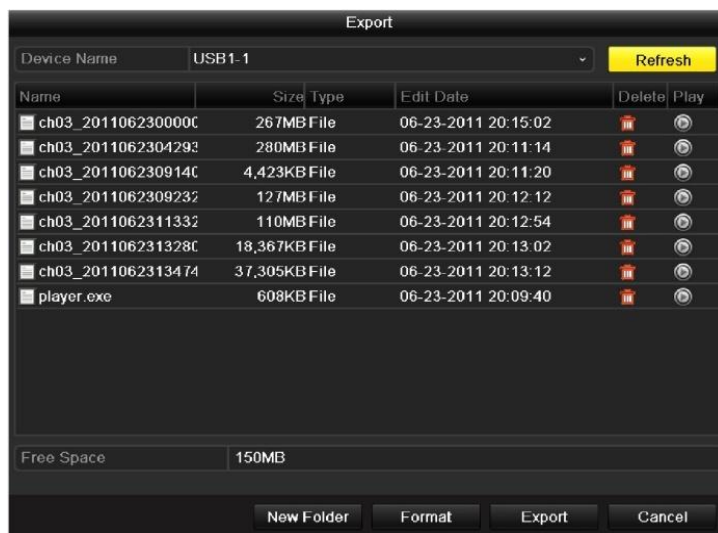 Export
Device Name USB1-1 Refresh
Name Size Type Edit Date Delete Play
ch03_201106230000C 267MB File 06-23-2011 20:15:02
ch03_2011062304293 280MB File 06-23-2011 20:11:14
ch03_201106230914C 4,423KB File 06-23-2011 20:11:20
ch03_2011062309232 127MB File 06-23-2011 20:12:12
ch03_2011062311332 110MB File 06-23-2011 20:12:54
ch03_201106231328C 18,367KB File 06-23-2011 20:13:02
ch03_2011062313474 37,305KB File 06-23-2011 20:13:12
player.exe 608KB File 06-23-2011 20:09:40
Free Space 150MB
New Folder Format Export Cancel